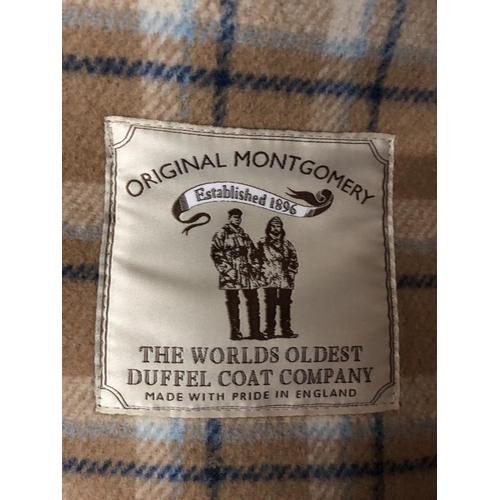 ORIGINAL MONTGOMERY
Established 1896
THE WORLDS OLDEST
DUFFEL COAT COMPANY
MADE WITH PRIDE IN ENGLAND